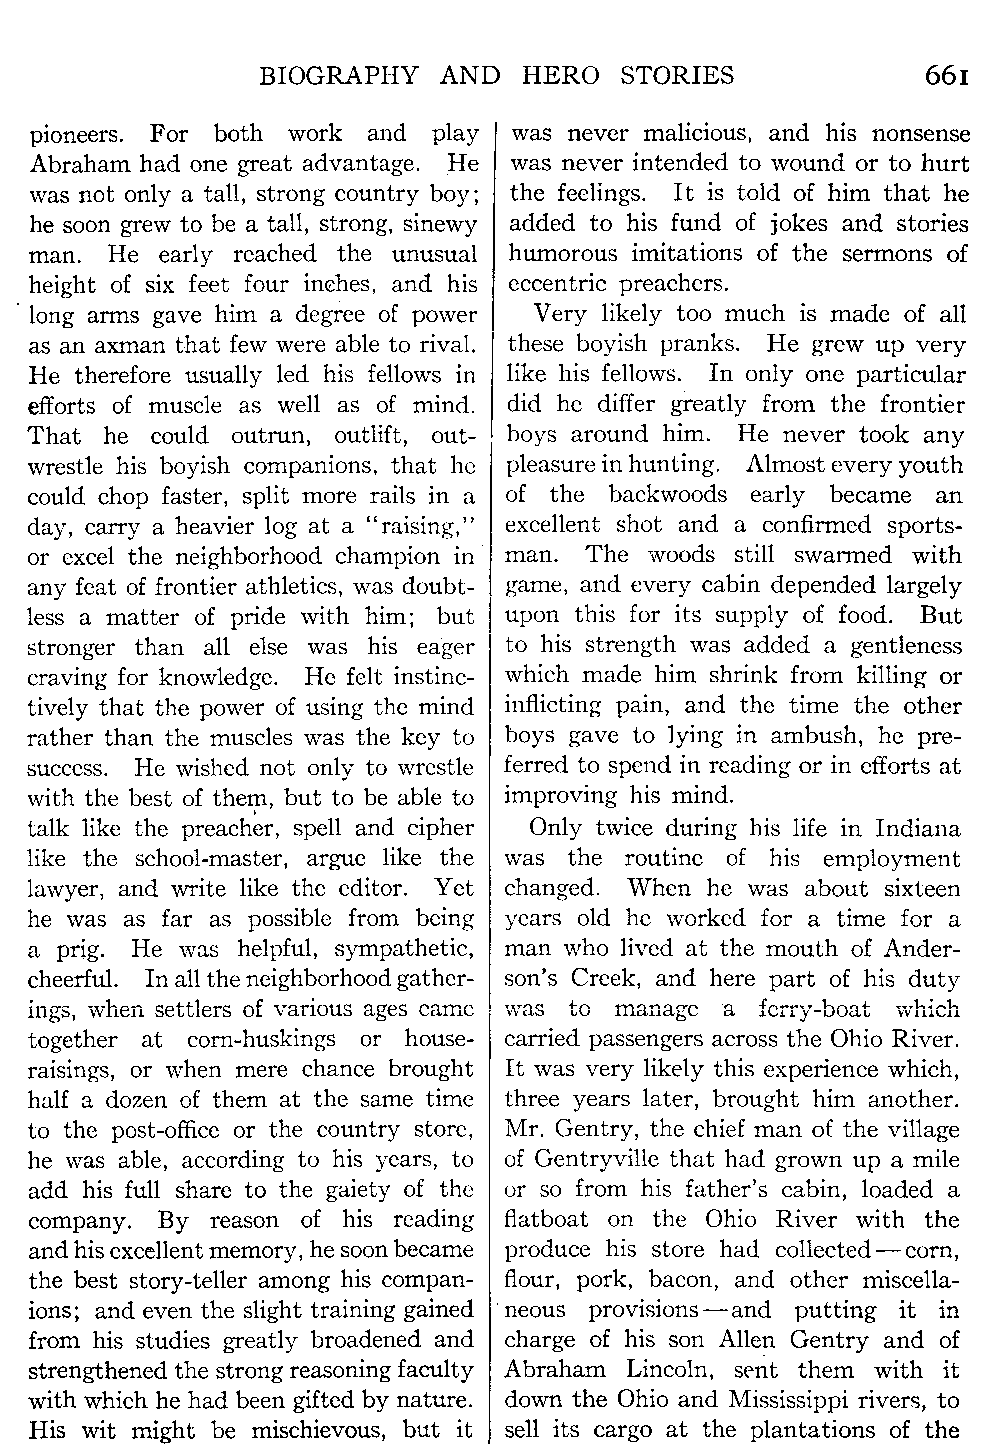 BIOGRAPHY AND HERO STORIES 661
pioneers. For both work and play
Abraham had one great advantage. He
was not only a tall, strong country boy;
he soon grew to be a tall, strong, sinewy
man. He early reached the unusual
height of six feet four inches, and his
long arms gave him a degree of power
as an axman that few were able to rival.
He therefore usually led his fellows in
efforts of muscle as well as of mind.
That he could outrun, outlift, out-
wrestle his boyish companions, that he
could chop faster, split more rails in a
day, carry a heavier log at a "raising,"
or excel the neighborhood champion in
any feat of frontier athletics, was doubt-
less a matter of pride with him; but
stronger than all else was his eager
craving for knowledge. He felt instinc-
tively that the power of using the mind
rather than the muscles was the key to
success. He wished not only to wrestle
with the best of them, but to be able to
talk like the preacher, spell and cipher
like the school-master, argue like the
lawyer, and write like the editor. Yet
he was as far as possible from being
a prig. He was helpful, sympathetic,
cheerful. In all the neighborhood gather-
ings, when settlers of various ages came
together at corn-huskings or house-
raisings, or when mere chance brought
half a dozen of them at the same time
to the post-office or the country store,
he was able, according to his years, to
add his full share to the gaiety of the
company. By reason of his reading
and his excellent memory, he soon became
the best story-teller among his compan-
ions; and even the slight training gained
from his studies greatly broadened and
strengthened the strong reasoning faculty
with which he had been gifted by nature.
His wit might be mischievous, but it
was never malicious, and his nonsense
was never intended to wound or to hurt
the feelings. It is told of him that he
added to his fund of jokes and stories
humorous imitations of the sermons of
eccentric preachers.
Very likely too much is made of all
these boyish pranks. He grew up very
like his fellows. In only one particular
did he differ greatly from the frontier
boys around him. He never took any
pleasure in hunting. Almost every youth
of the backwoods early became an
excellent shot and a confirmed sports-
man. The woods still swarmed with
game, and every cabin depended largely
upon this for its supply of food. But
to his strength was added a gentleness
which made him shrink from killing or
inflicting pain, and the time the other
boys gave to lying in ambush, he pre-
ferred to spend in reading or in efforts at
improving his mind.
Only twice during his life in Indiana
was the routine of his employment
changed. When he was about sixteen
years old he worked for a time for a
man who lived at the mouth of Ander-
son's Creek, and here part of his duty
was to manage a ferry-boat which
carried passengers across the Ohio River.
It was very likely this experience which,
three years later, brought him another.
Mr. Gentry, the chief man of the village
of Gentryville that had grown up a mile
or so from his father's cabin, loaded a
flatboat on the Ohio River with the
produce his store had collected—corn,
flour, pork, bacon, and other miscella-
neous provisions—and putting it in
charge of his son Allen Gentry and of
Abraham Lincoln, sent them with it
down the Ohio and Mississippi rivers, to
sell its cargo at the plantations of the